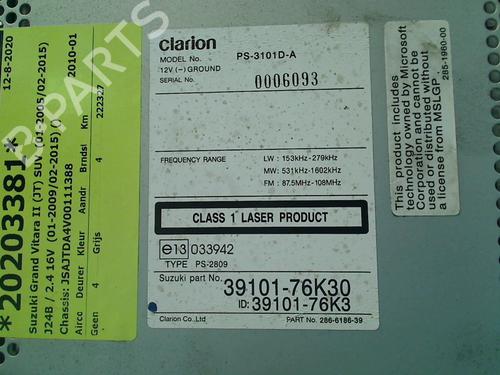 *20203381*
12-8-2020
Suzuki Grand Vitara II (JT) SUV (01-2005/02-2015)
J24B / 2.4 16V (01-2009/02-2015) ()
2010-01
Chassis: JSAJTDA4V00111388
Aircc Deurer Kleur Aandr Brndsl Km
Geen 4 Grijs 4 222327
Clarion
MODEL No. PS-3101D-A
12V (-) GROUND
SERIAL No. 0006093
FREQUENCY RANGE LW : 153kHz-279kHz
MW : 531kHz-1602kHz
FM : 87.5MHz-108MHz
CLASS 1 LASER PRODUCT
e13 033942
TYPE PS-2809
Suzuki part No. 39101-76K30
ID: 39101-76K3
Clarion Co.,Ltd PART No. 286-6186-39
This product includes
technology owned by Microsoft
Corporation and cannot be
used or distributed without
a license from MSLGP.
285-1960-00
B-PARTS